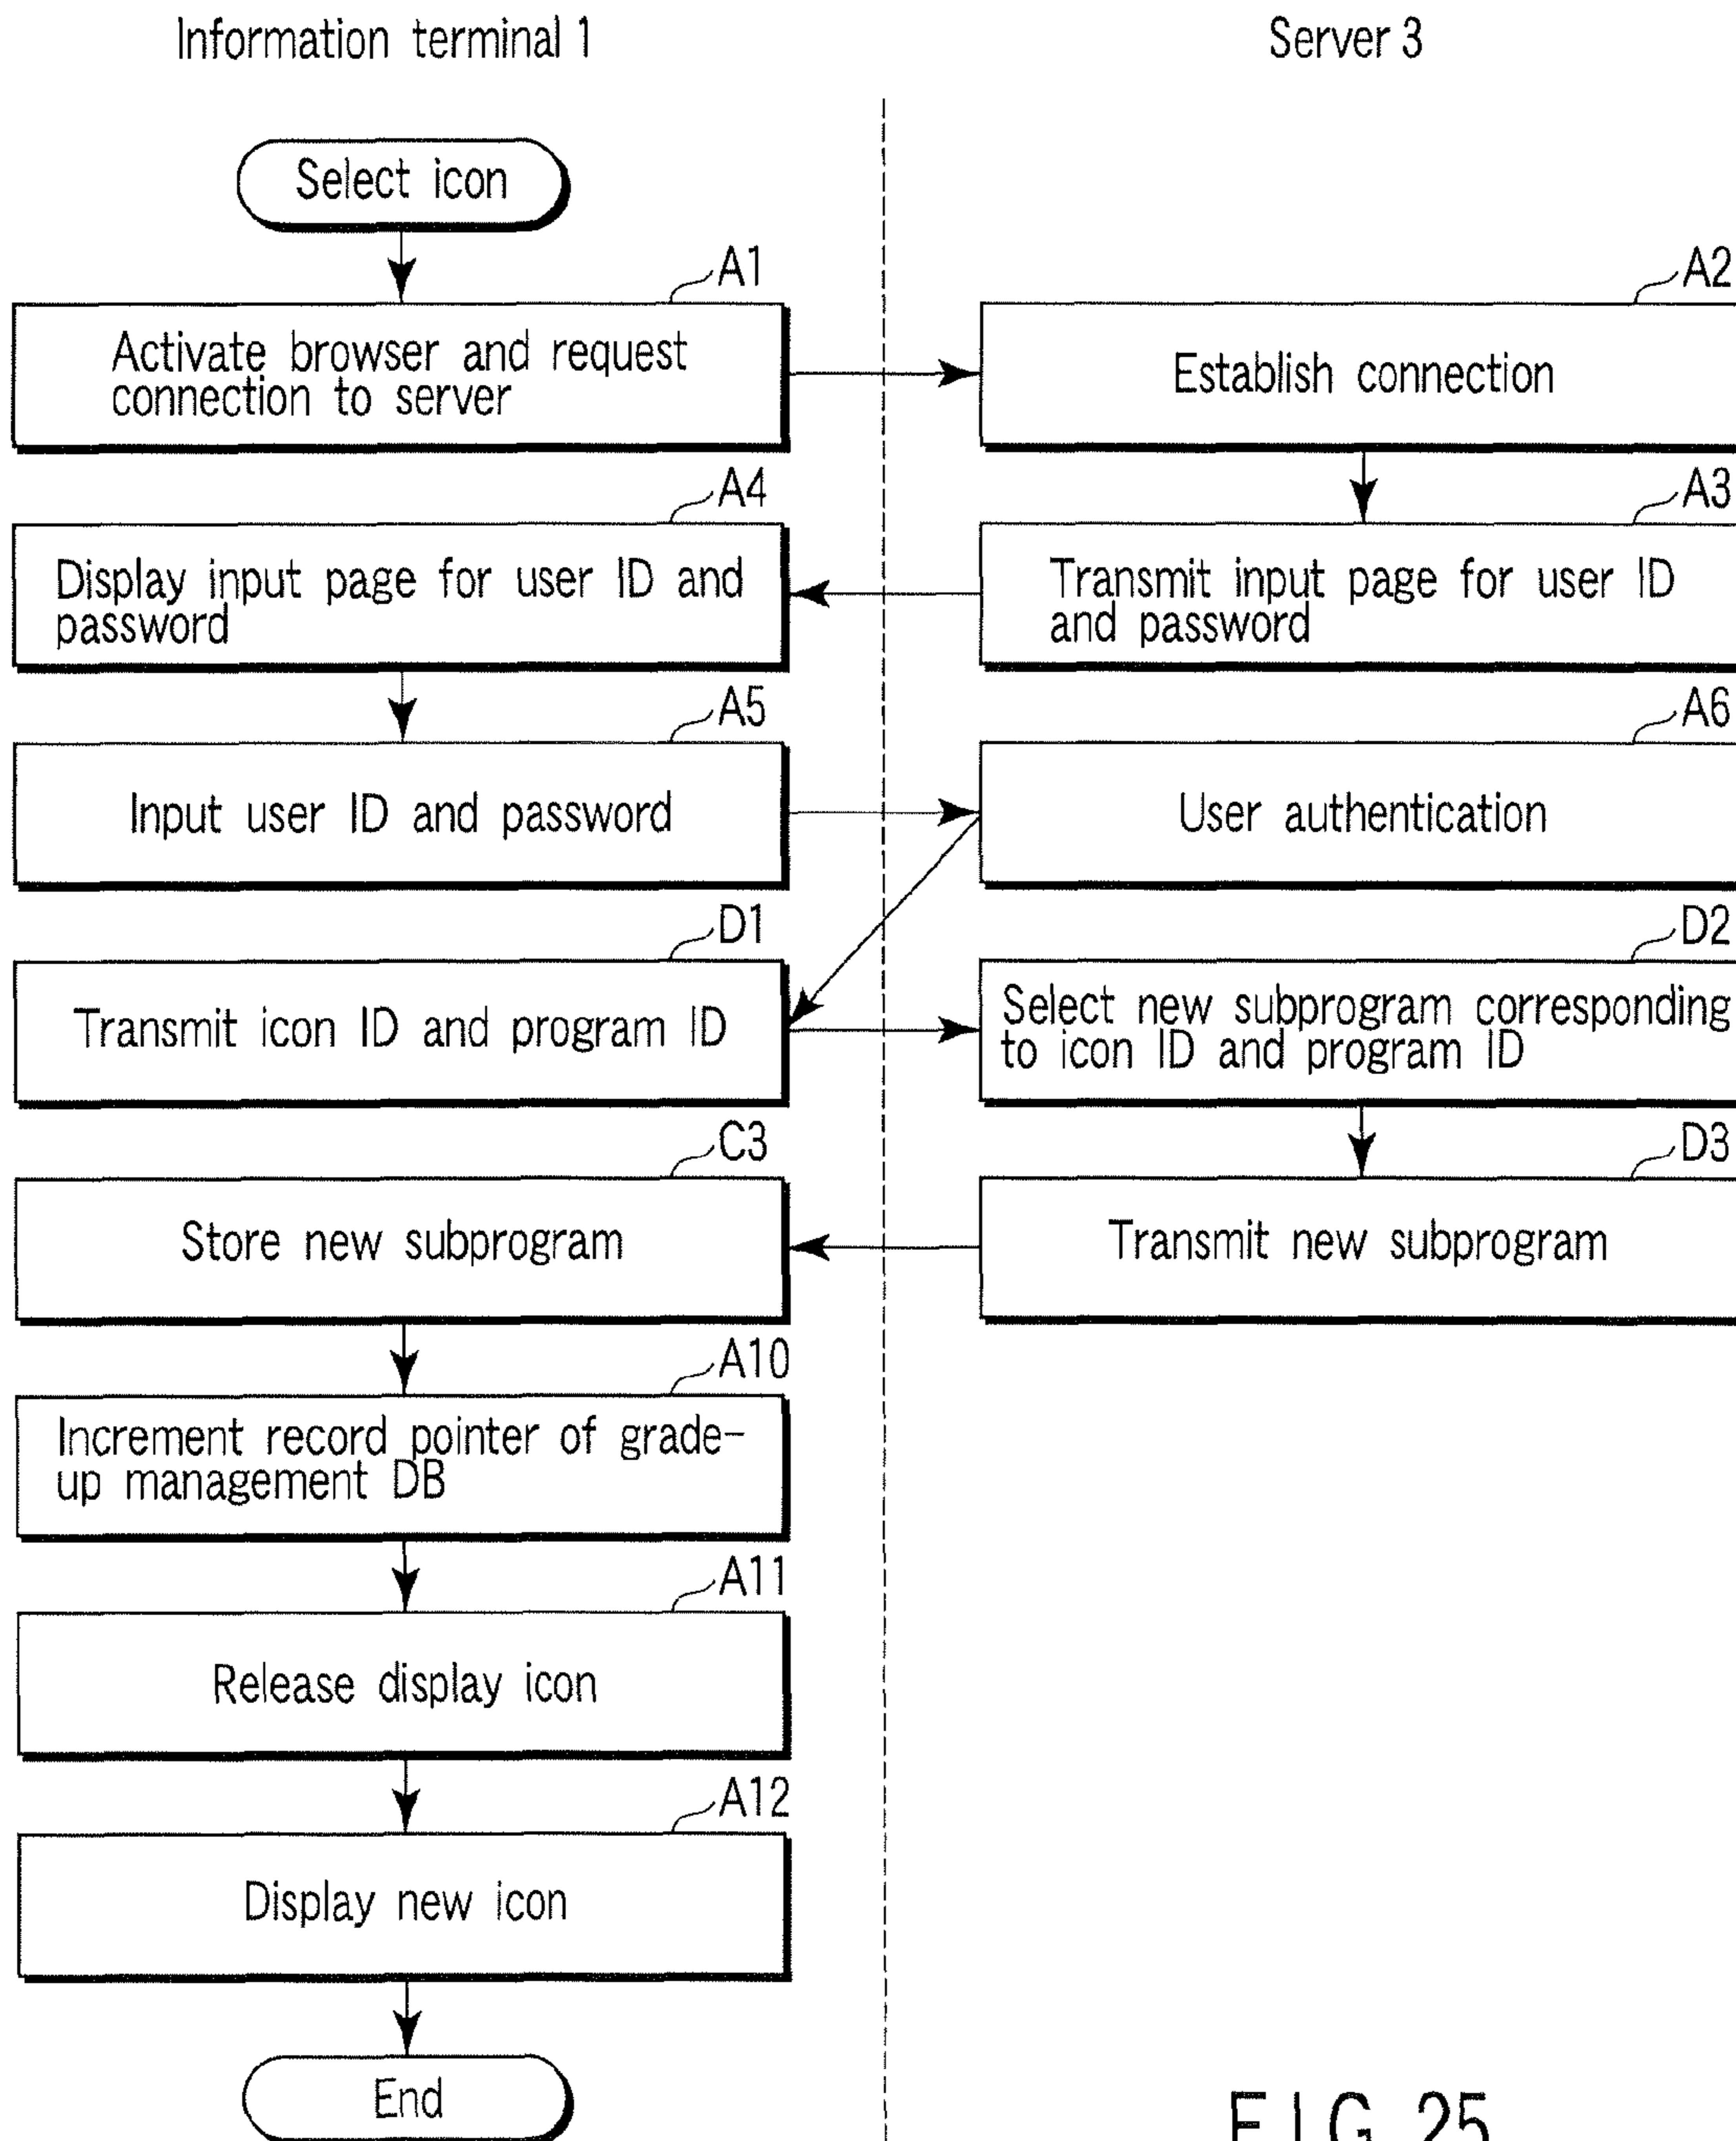 Information terminal 1
Server 3
Select icon
A1
Activate browser and request
connection to server
A2
Establish connection
A4
Display input page for user ID and
password
A3
Transmit input page for user ID
and password
A5
Input user ID and password
A6
User authentication
D1
Transmit icon ID and program ID
D2
Select new subprogram corresponding
to icon ID and program ID
C3
Store new subprogram
D3
Transmit new subprogram
A10
Increment record pointer of grade-
up management DB
A11
Release display icon
A12
Display new icon
End
FIG. 25